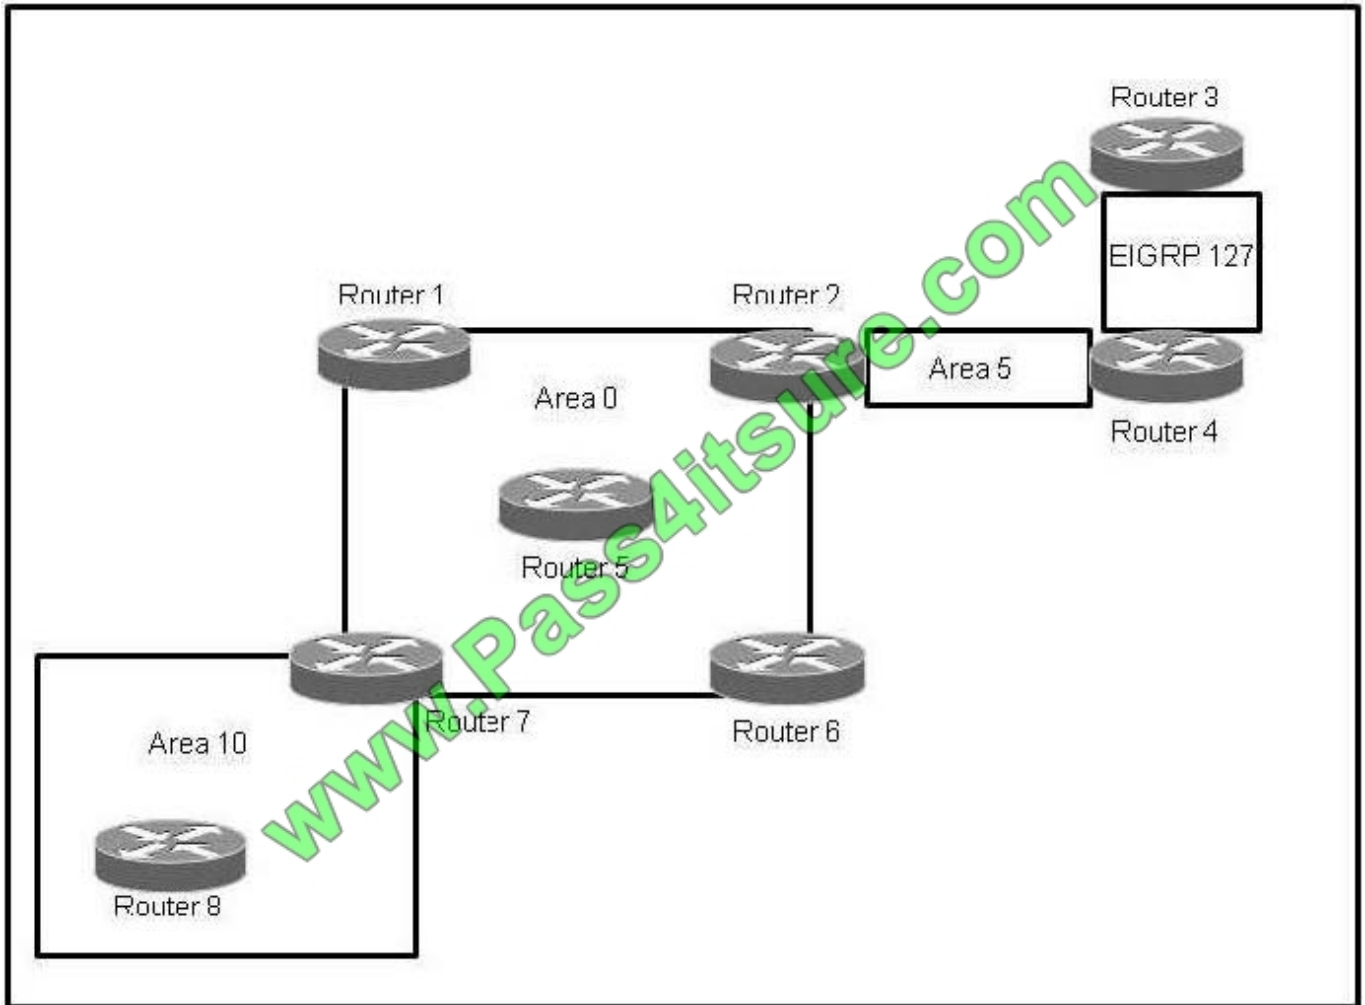 Router 3
EIGRP 127
Router 1
Router 2
Area 5
Area 0
Router 4
Router 5
www.Pass4itsure.com
Router 7
Router 6
Area 10
Router 8